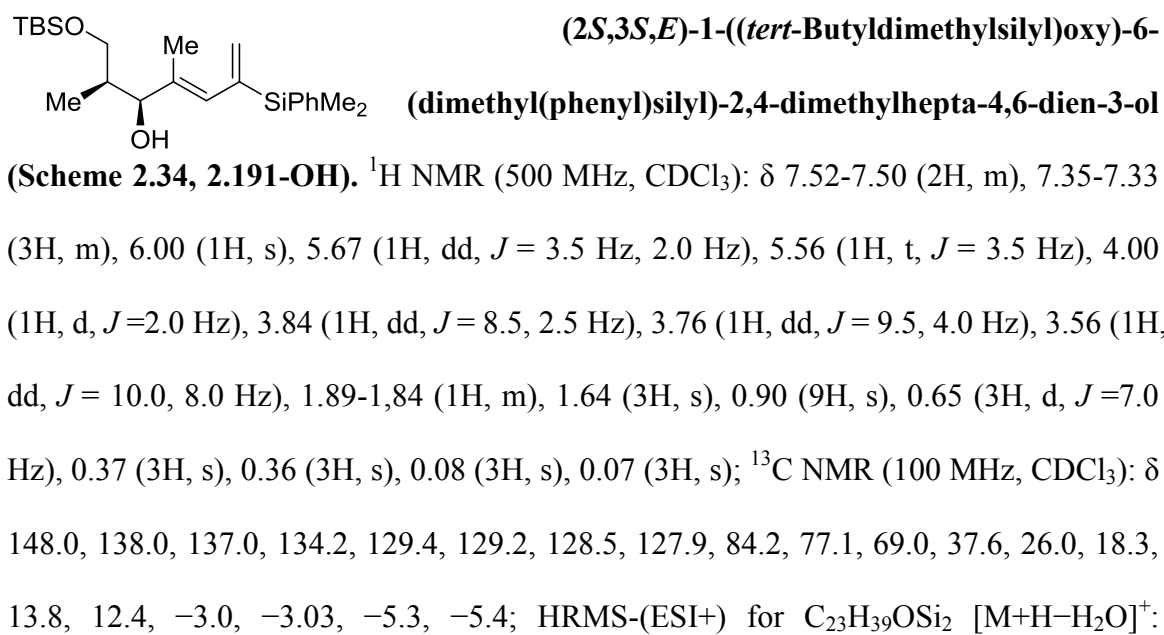 TBSO
Me
Me
SiPhMe₂
OH
(2S,3S,E)-1-((tert-Butyldimethylsilyl)oxy)-6-
(dimethyl(phenyl)silyl)-2,4-dimethylhepta-4,6-dien-3-ol
(Scheme 2.34, 2.191-OH). ¹H NMR (500 MHz, CDCl₃): δ 7.52-7.50 (2H, m), 7.35-7.33
(3H, m), 6.00 (1H, s), 5.67 (1H, dd, J = 3.5 Hz, 2.0 Hz), 5.56 (1H, t, J = 3.5 Hz), 4.00
(1H, d, J =2.0 Hz), 3.84 (1H, dd, J = 8.5, 2.5 Hz), 3.76 (1H, dd, J = 9.5, 4.0 Hz), 3.56 (1H,
dd, J = 10.0, 8.0 Hz), 1.89-1,84 (1H, m), 1.64 (3H, s), 0.90 (9H, s), 0.65 (3H, d, J =7.0
Hz), 0.37 (3H, s), 0.36 (3H, s), 0.08 (3H, s), 0.07 (3H, s); ¹³C NMR (100 MHz, CDCl₃): δ
148.0, 138.0, 137.0, 134.2, 129.4, 129.2, 128.5, 127.9, 84.2, 77.1, 69.0, 37.6, 26.0, 18.3,
13.8, 12.4, −3.0, −3.03, −5.3, −5.4; HRMS-(ESI+) for C₂₃H₃₉OSi₂ [M+H−H₂O]⁺: